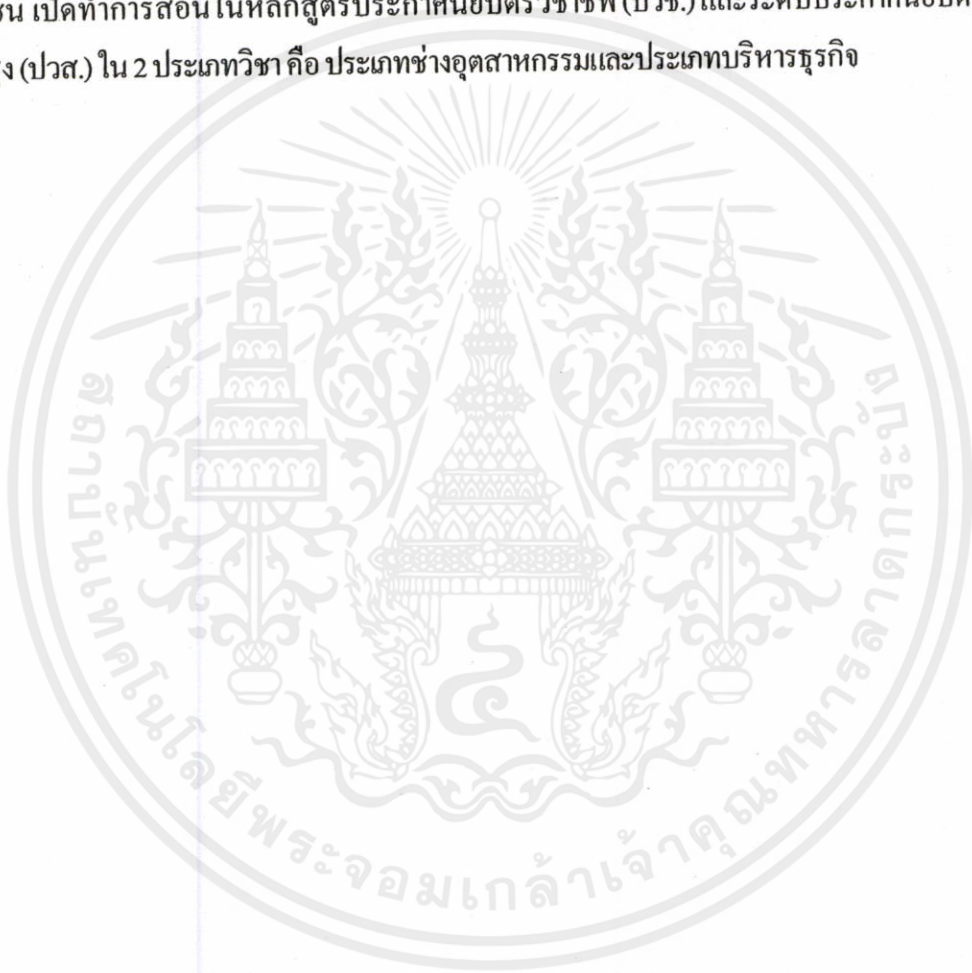 เปิดทำการสอนในหลักสูตรประกาศนียบัตรวิชาชีพ (ปวช.) และระดับประกาศนียบัตร
(ปวส.) ใน 2 ประเภทวิชา คือ ประเภทช่างอุตสาหกรรมและประเภทบริหารธุรกิจ
สถาบันเทคโนโลยีพระจอมเกล้าเจ้าคุณทหารลาดกระบัง